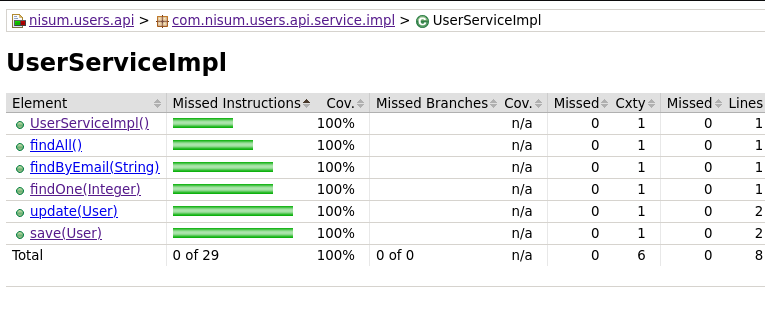 nisum.users.api > com.nisum.users.api.service.impl > UserServiceImpl
UserServiceImpl
Element Missed Instructions Cov. Missed Branches Cov. Missed Cxty Missed Lines
UserServiceImpl() 100% n/a 0 1 0 1
findAll() 100% n/a 0 1 0 1
findByEmail(String) 100% n/a 0 1 0 1
findOne(Integer) 100% n/a 0 1 0 1
update(User) 100% n/a 0 1 0 2
save(User) 100% n/a 0 1 0 2
Total 0 of 29 100% 0 of 0 n/a 0 6 0 8